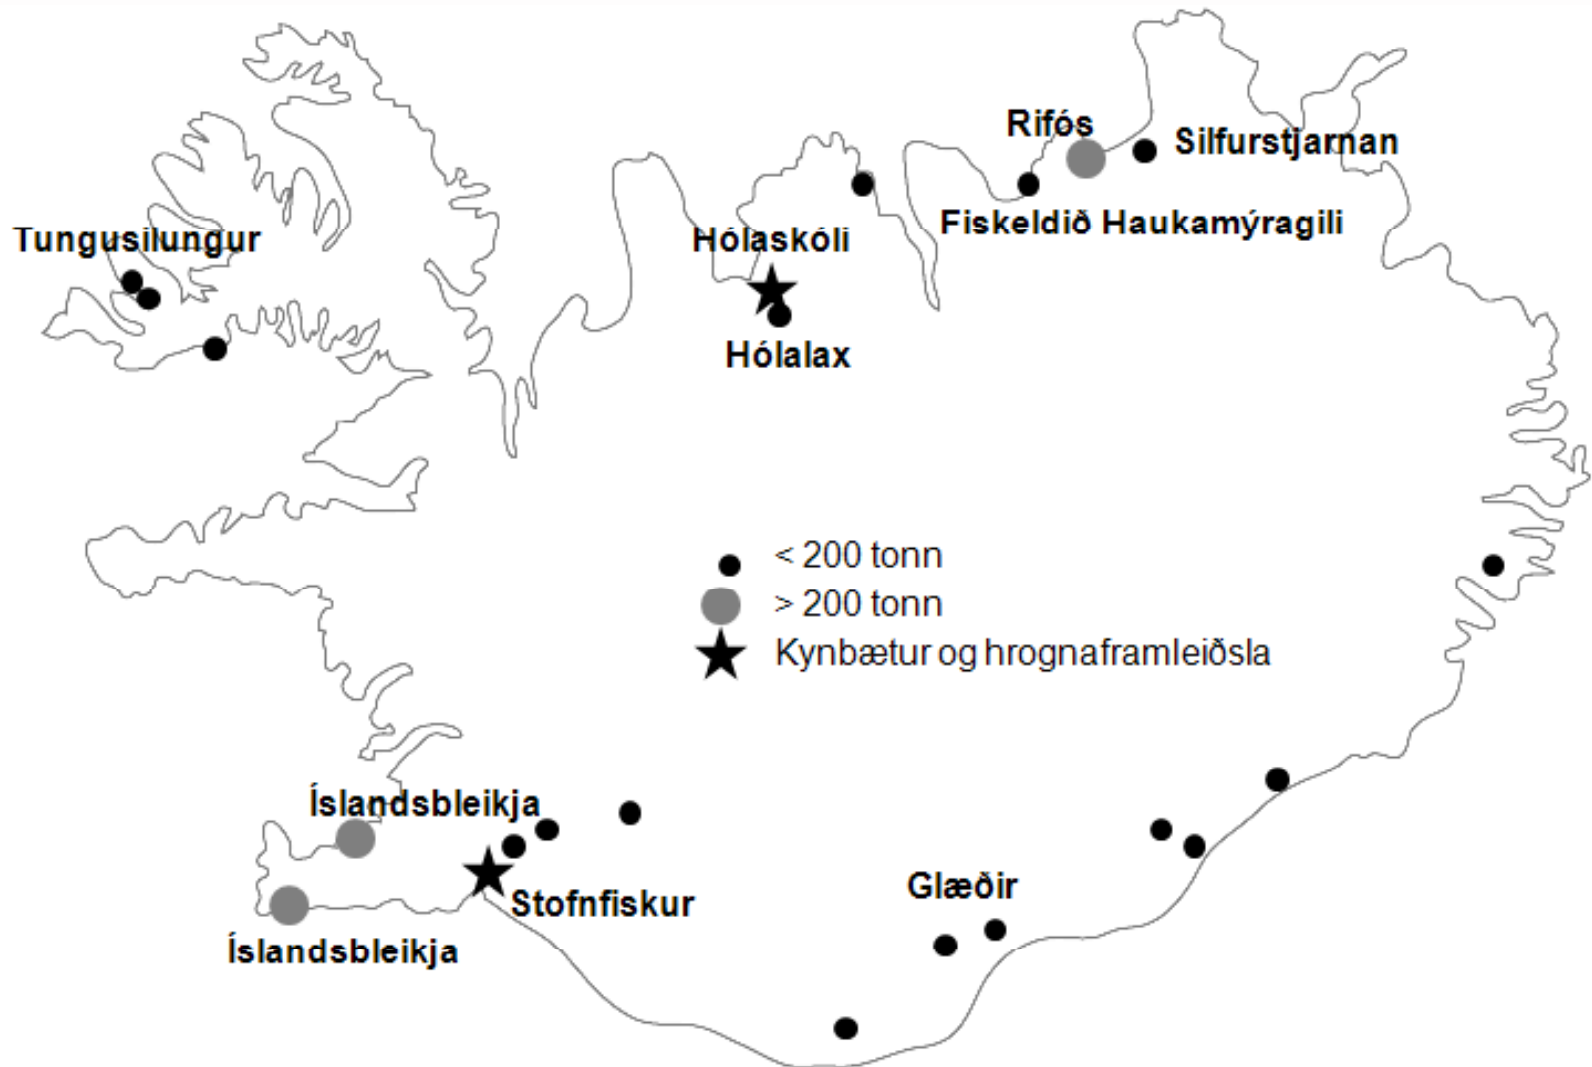 Rifós
Silfurstjarnan
Fiskeldið Haukamýragili
Tungusilungur
Hólaskóli
Hólalax
< 200 tonn
> 200 tonn
Kynbætur og hrognaframleiðsla
Íslandsbleikja
Stofnfiskur
Glæðir
Íslandsbleikja